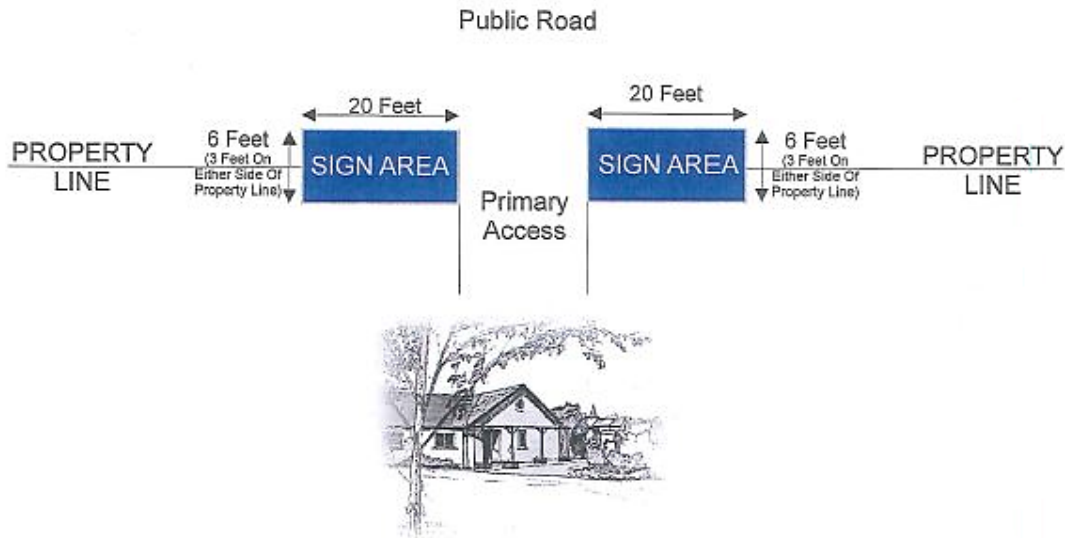 Public Road
20 Feet
20 Feet
6 Feet
(3 Feet On
Either Side Of
Property Line)
PROPERTY
LINE
SIGN AREA
SIGN AREA
6 Feet
(3 Feet On
Either Side Of
Property Line)
PROPERTY
LINE
Primary
Access